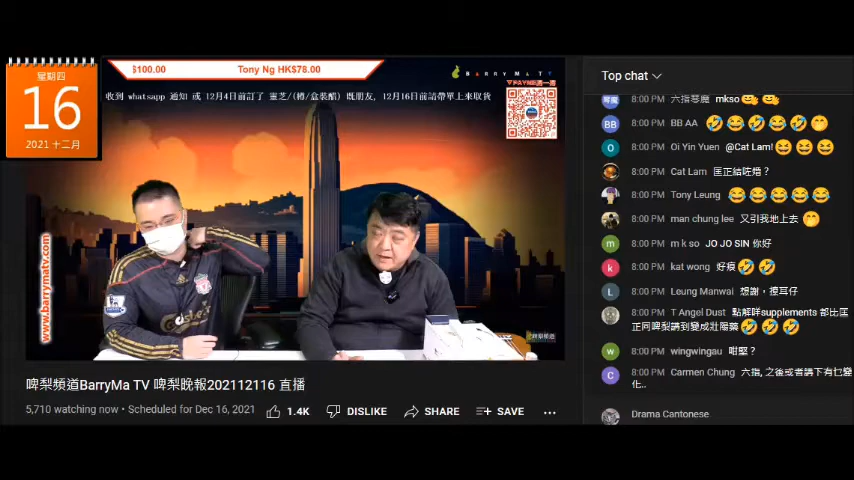 星期四
16
2021 十二月
$100.00 Tony Ng HK$76.00
BARRYMATV
收到 whatsapp 通知 或 12月4日前訂了 靈芝/(樽/盒裝醋) 既朋友, 12月16日前請帶單上來取貨
www.barrymatv.com
Carlsberg
啤梨頻道
啤梨頻道BarryMa TV 啤梨晚報202112116 直播
5,710 watching now • Scheduled for Dec 16, 2021
1.4K
DISLIKE
SHARE
SAVE
Top chat
8:00 PM 六指琴魔 mkso
BB 8:00 PM BB AA
O 8:00 PM Oi Yin Yuen @Cat Lam!
8:00 PM Cat Lam 匡正結咗婚？
8:00 PM Tony Leung
8:00 PM man chung lee 又引我地上去
m 8:00 PM m k so JO JO SIN 你好
k 8:00 PM kat wong 好痕
L 8:00 PM Leung Manwai 想謝，擦耳仔
8:00 PM T Angel Dust 點解咩supplements 都比匡
正同啤梨講到變成壯陽藥
w 8:00 PM wingwingau 咁堅？
C 8:00 PM Carmen Chung 六指, 之後或者講下有乜變
化..
Drama Cantonese